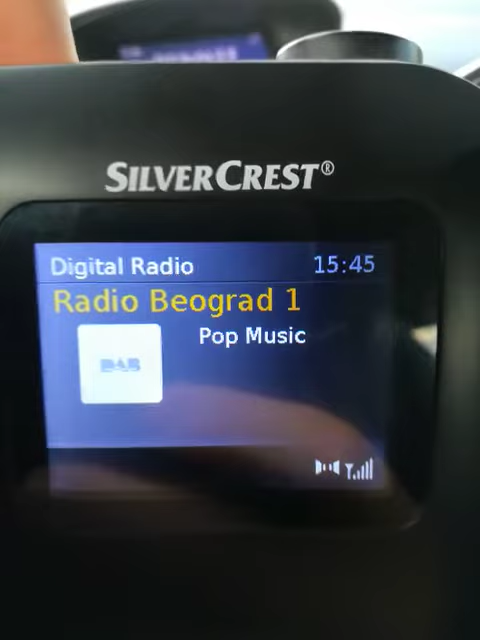 SILVERCREST®
Digital Radio 15:45
Radio Beograd 1
DAB
Pop Music